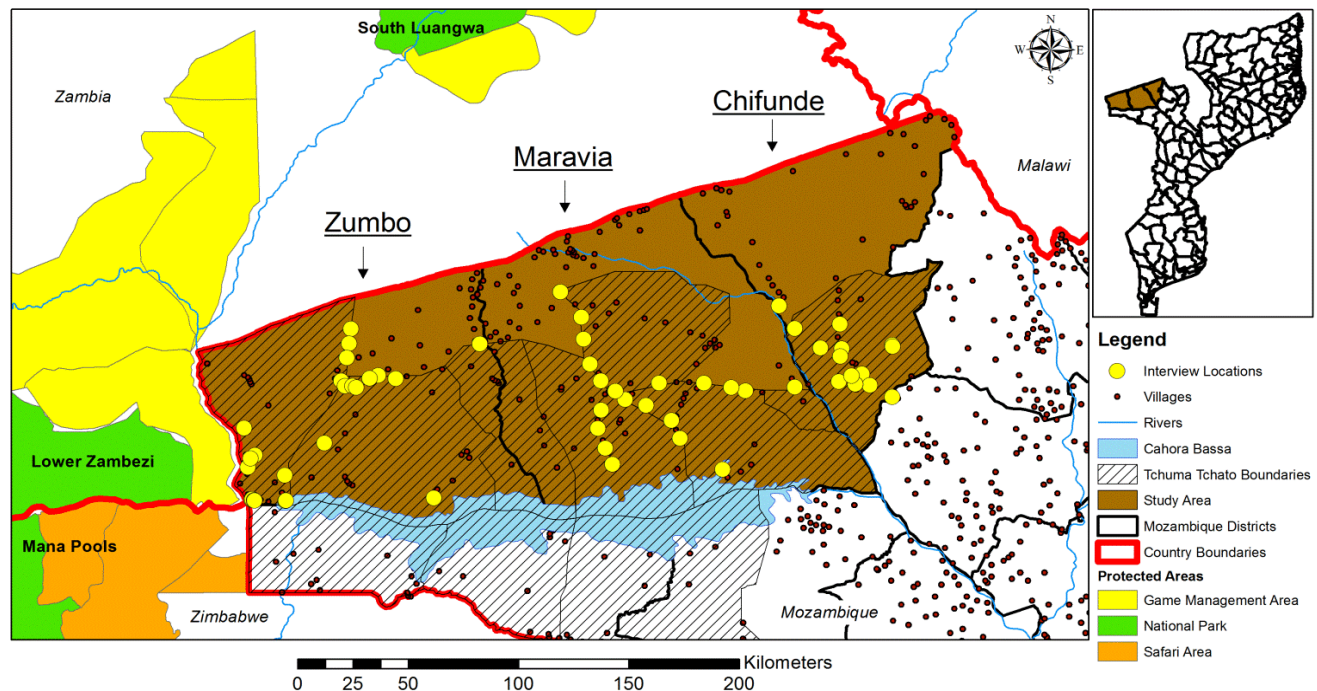 South Luangwa
N
W
E
S
Zambia
Chifunde
Maravia
Malawi
Zumbo
Lower Zambezi
Mana Pools
Zimbabwe
Mozambique
Legend
Interview Locations
Villages
Rivers
Cahora Bassa
Tchuma Tchato Boundaries
Study Area
Mozambique Districts
Country Boundaries
Protected Areas
Game Management Area
National Park
Safari Area
Kilometers
0 25 50 100 150 200